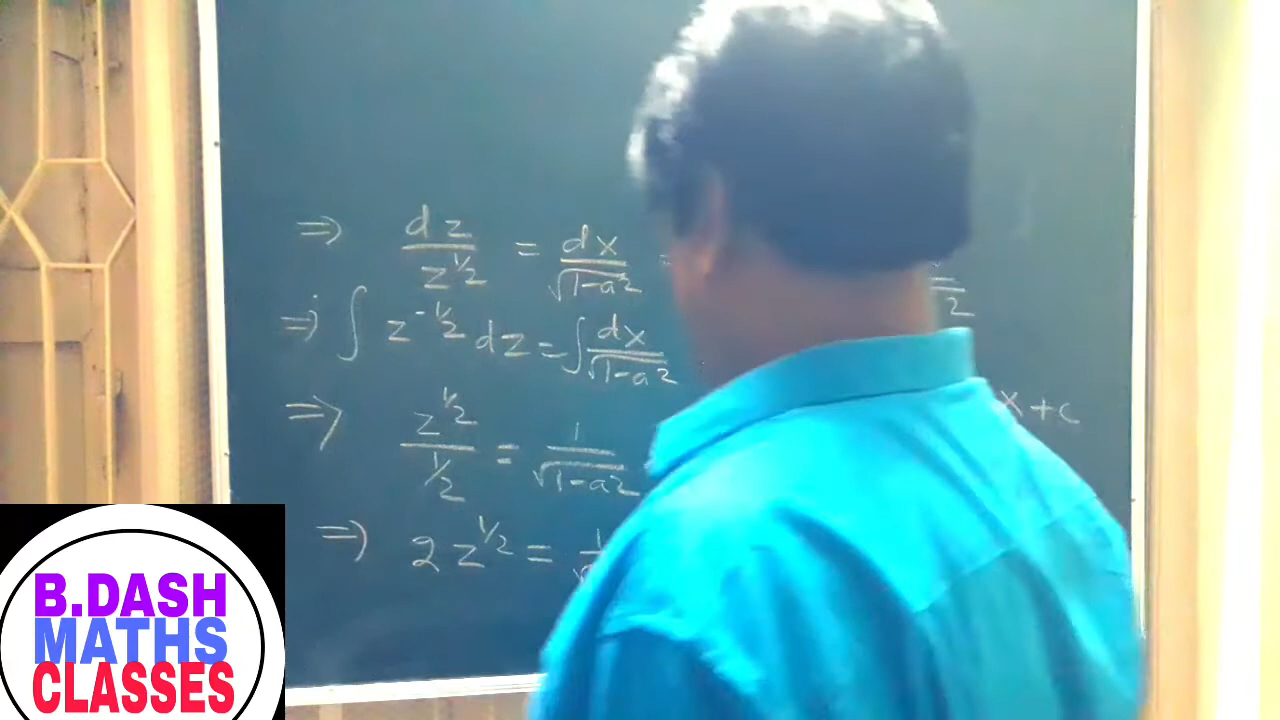 ⇒ dz/z^½ = dx/√1-a²
⇒ ∫ z^-½ dz = ∫ dx/√1-a²
⇒ z^½/½ = 1/√1-a² x + c
⇒ 2z^½ = 1/√
B.DASH
MATHS
CLASSES